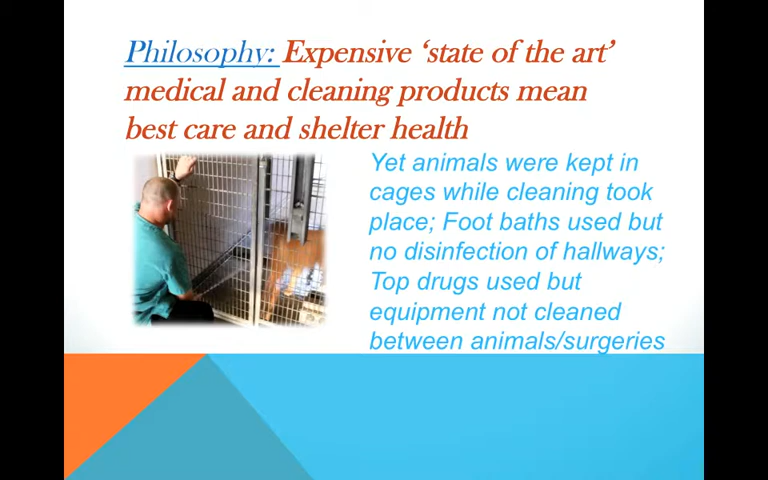 Philosophy: Expensive ‘state of the art’
medical and cleaning products mean
best care and shelter health
Yet animals were kept in
cages while cleaning took
place; Foot baths used but
no disinfection of hallways;
Top drugs used but
equipment not cleaned
between animals/surgeries